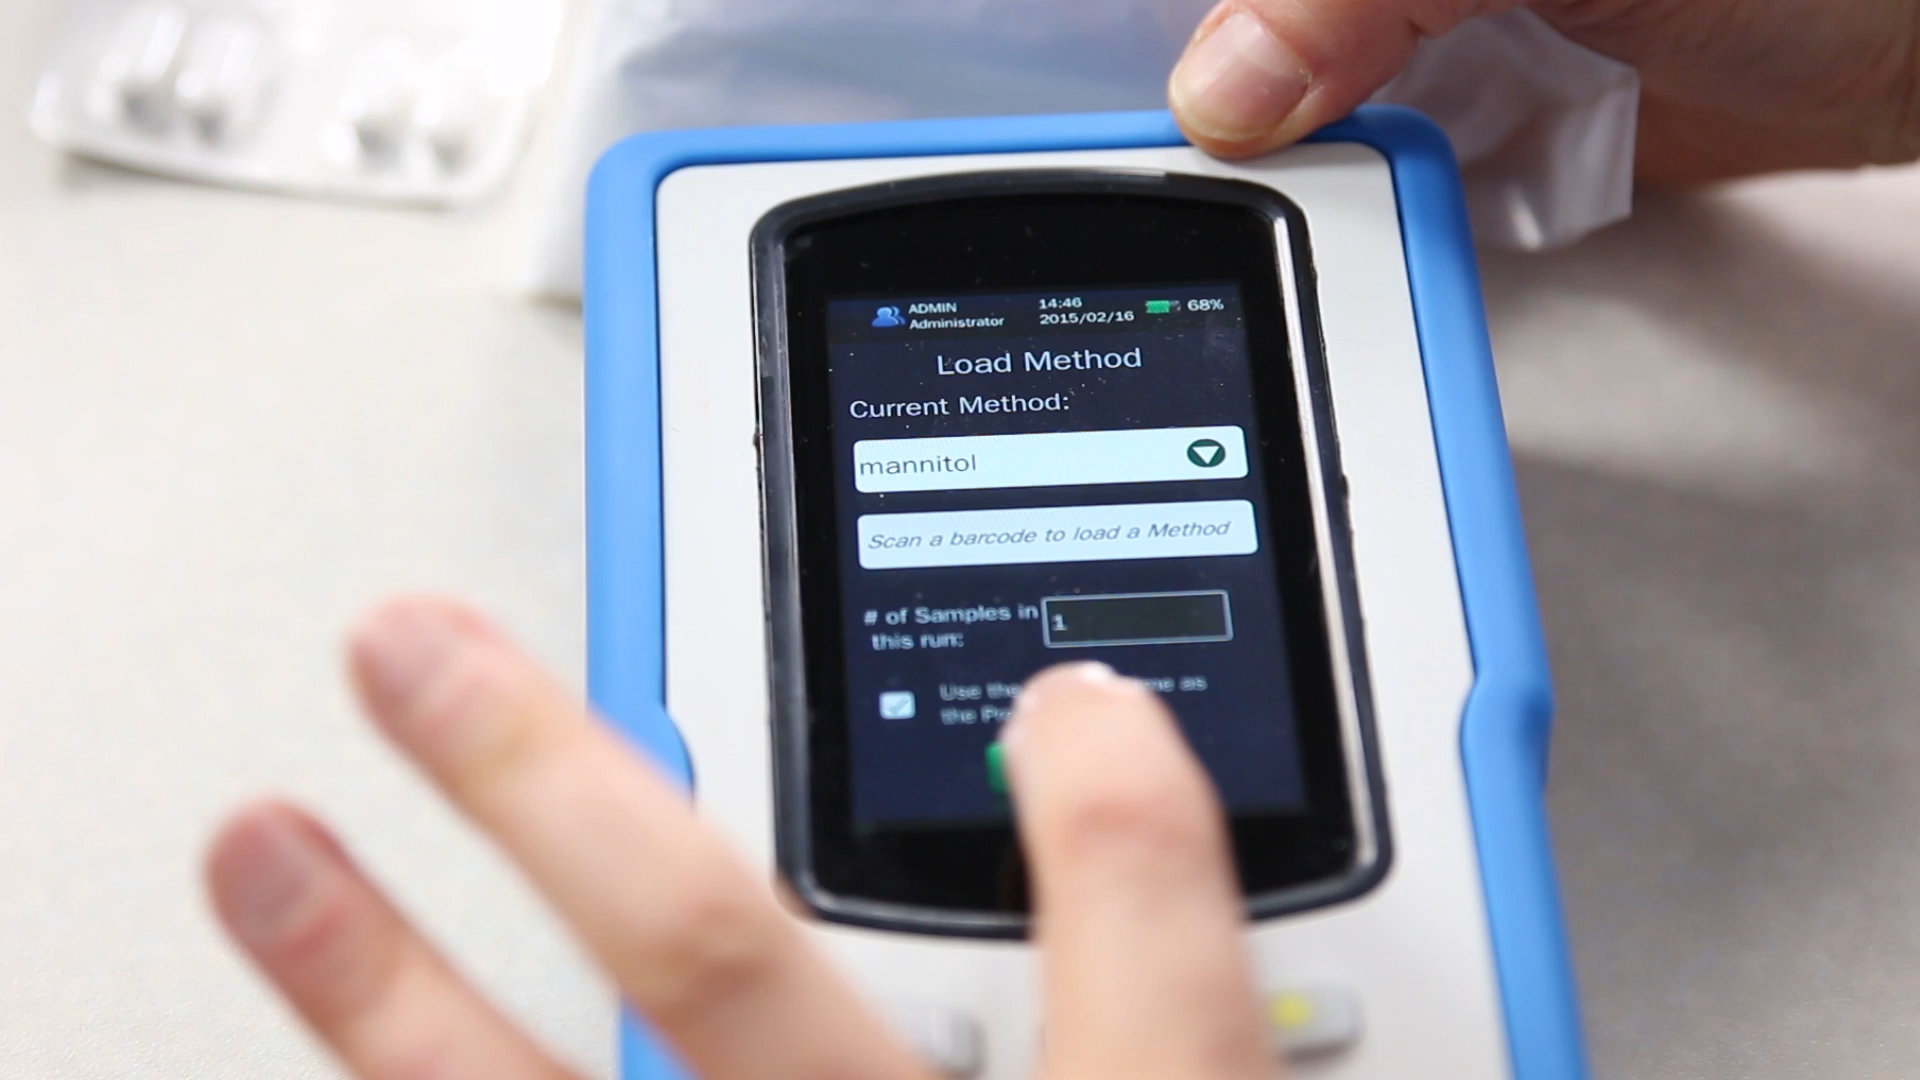 ADMIN
Administrator
14:46
2015/02/16
68%
Load Method
Current Method:
mannitol
Scan a barcode to load a Method
# of Samples in
this run:
1
Use the
as
the